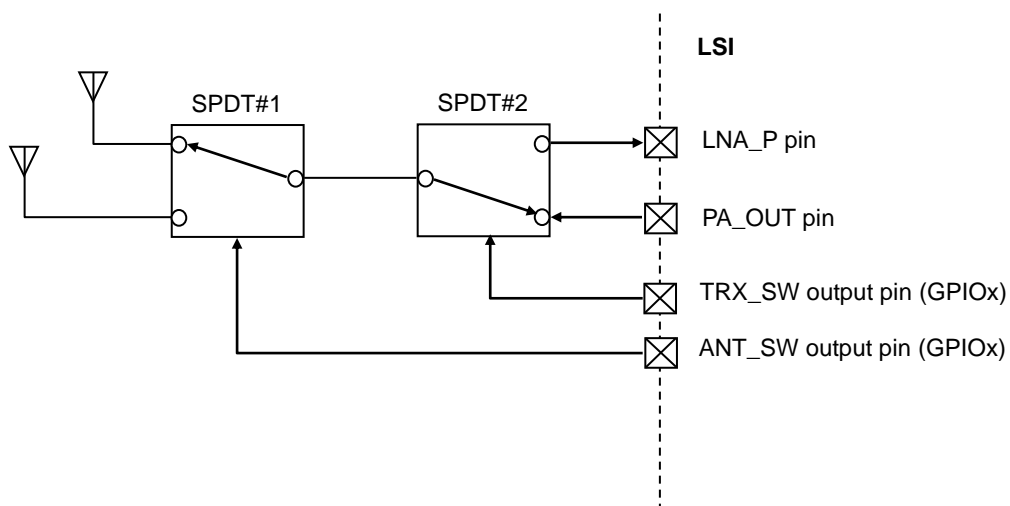 LSI
SPDT#1
SPDT#2
LNA_P pin
PA_OUT pin
TRX_SW output pin (GPIOx)
ANT_SW output pin (GPIOx)